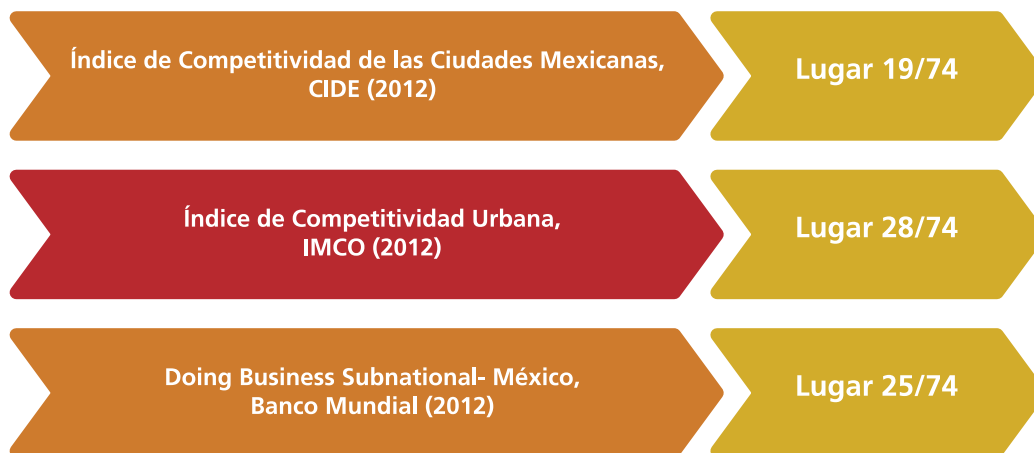 Índice de Competitividad de las Ciudades Mexicanas,
CIDE (2012)
Lugar 19/74
Índice de Competitividad Urbana,
IMCO (2012)
Lugar 28/74
Doing Business Subnational- México,
Banco Mundial (2012)
Lugar 25/74